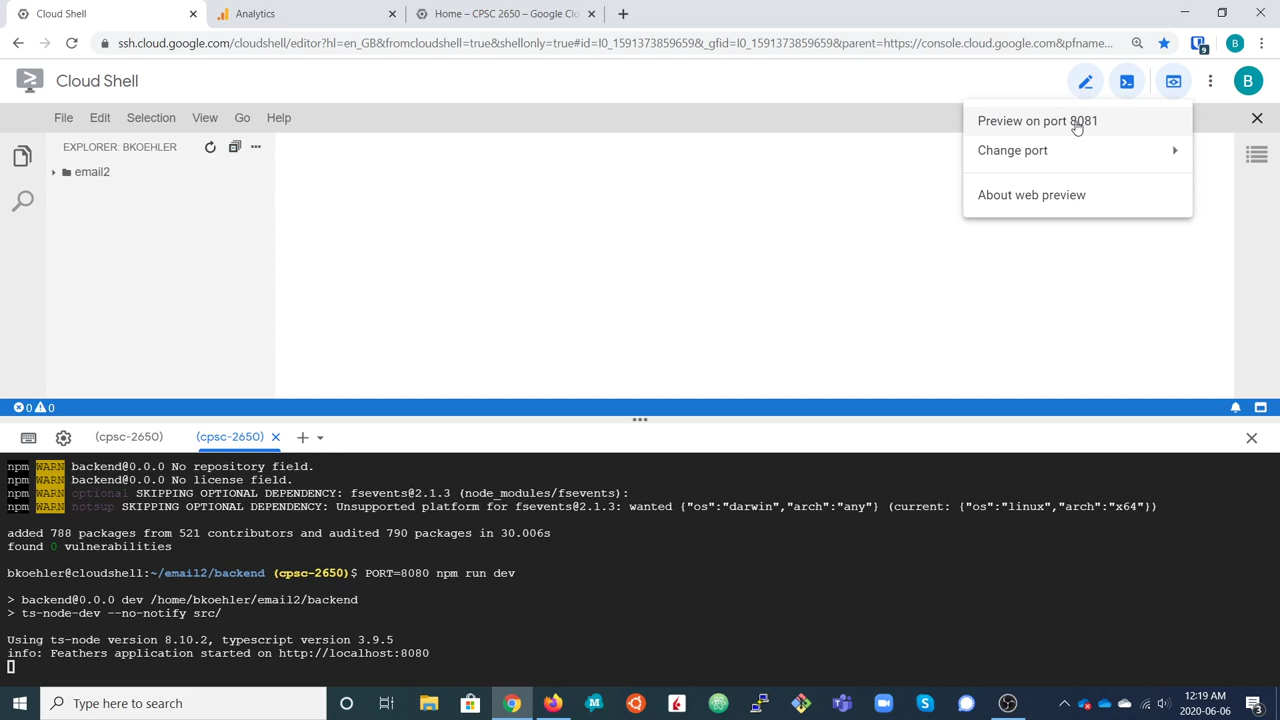 Cloud Shell
Analytics
Home – CPSC 2650 – Google Clo
ssh.cloud.google.com/cloudshell/editor?hl=en_GB&fromcloudshell=true&shellonly=true#id=I0_1591373859659&_gfid=I0_1591373859659&parent=https://console.cloud.google.com&pfname...
9
B
Cloud Shell
B
File Edit Selection View Go Help
Preview on port 8081
Change port
About web preview
EXPLORER: BKOEHLER
email2
0 0
(cpsc-2650)
(cpsc-2650)
npm WARN backend@0.0.0 No repository field.
npm WARN backend@0.0.0 No license field.
npm WARN optional SKIPPING OPTIONAL DEPENDENCY: fsevents@2.1.3 (node_modules/fsevents):
npm WARN notsup SKIPPING OPTIONAL DEPENDENCY: Unsupported platform for fsevents@2.1.3: wanted {"os":"darwin","arch":"any"} (current: {"os":"linux","arch":"x64"})
added 788 packages from 521 contributors and audited 790 packages in 30.006s
found 0 vulnerabilities
bkoehler@cloudshell:~/email2/backend (cpsc-2650)$ PORT=8080 npm run dev
> backend@0.0.0 dev /home/bkoehler/email2/backend
> ts-node-dev --no-notify src/
Using ts-node version 8.10.2, typescript version 3.9.5
info: Feathers application started on http://localhost:8080
Type here to search
12:19 AM
2020-06-06
3